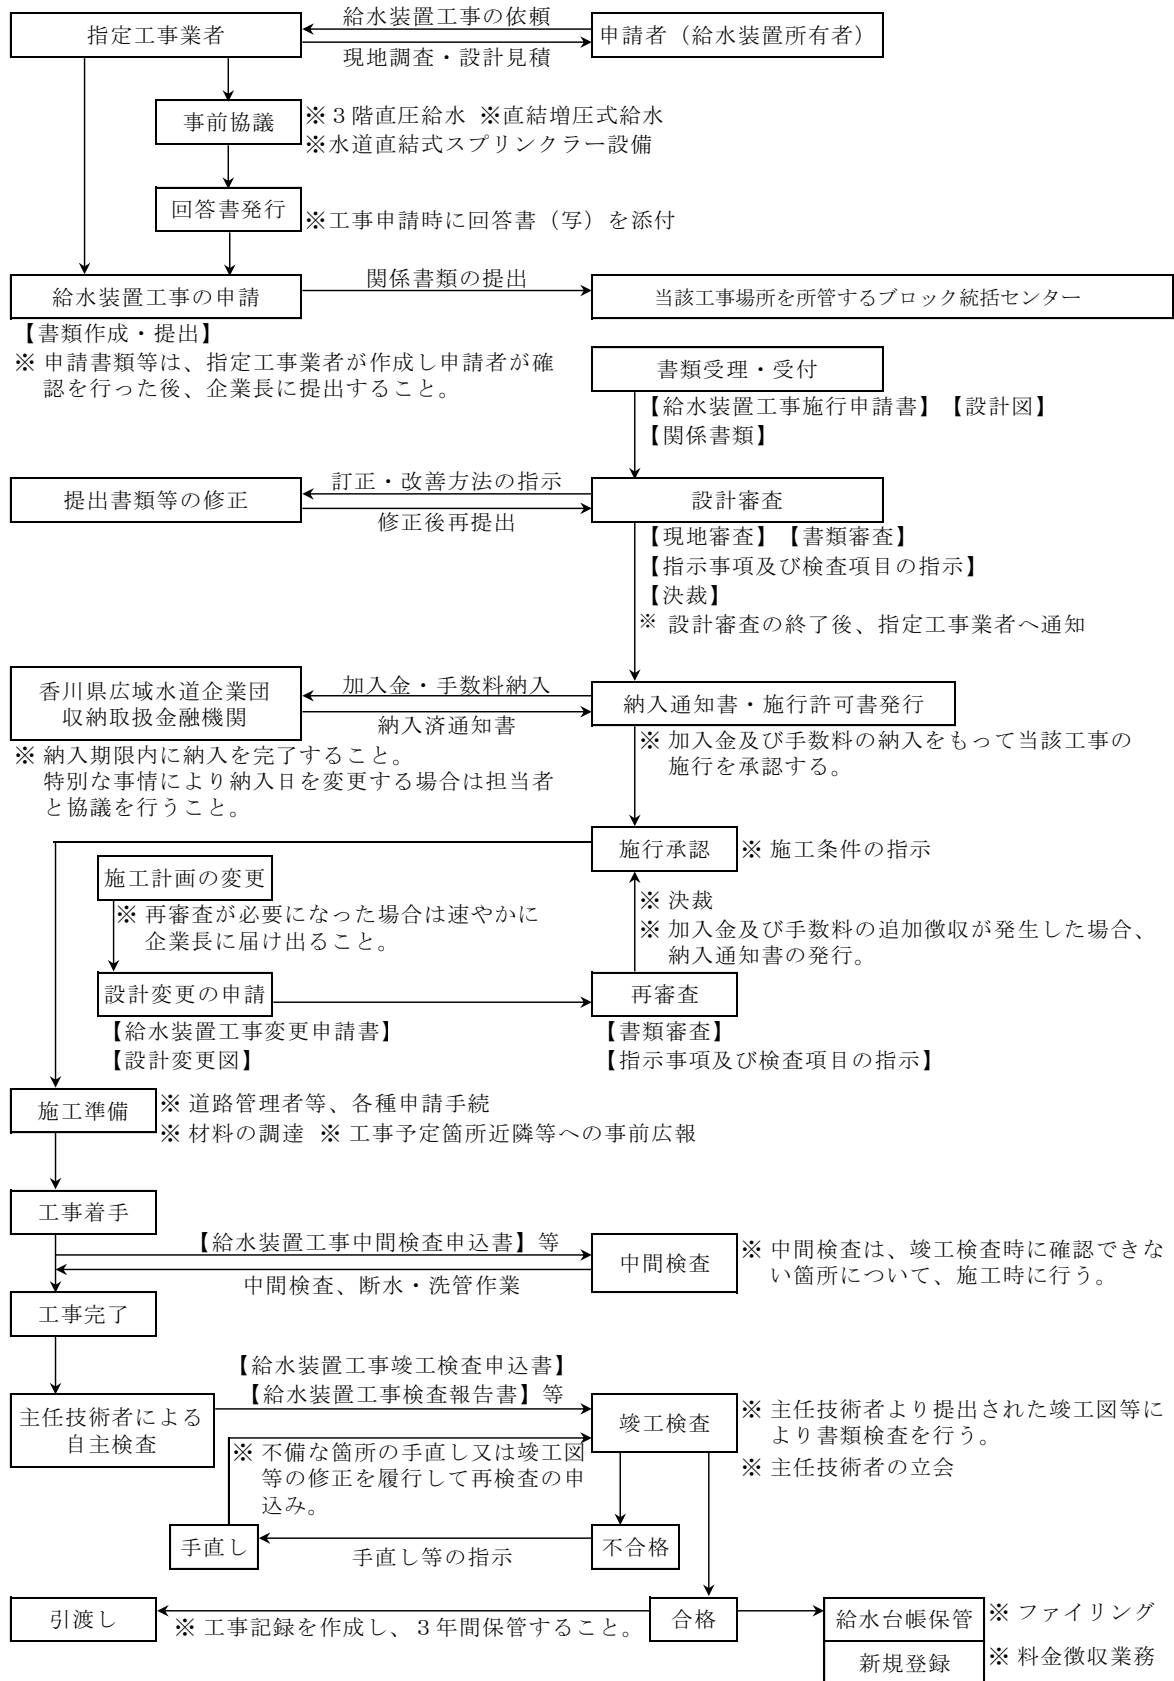 給水装置工事の依頼
指定工事業者
申請者（給水装置所有者）
現地調査・設計見積
事前協議
※３階直圧給水 ※直結増圧式給水
※水道直結式スプリンクラー設備
回答書発行
※工事申請時に回答書（写）を添付
関係書類の提出
給水装置工事の申請
当該工事場所を所管するブロック統括センター
【書類作成・提出】
※ 申請書類等は、指定工事業者が作成し申請者が確
認を行った後、企業長に提出すること。
書類受理・受付
【給水装置工事施行申請書】【設計図】
【関係書類】
訂正・改善方法の指示
提出書類等の修正
設計審査
修正後再提出
【現地審査】【書類審査】
【指示事項及び検査項目の指示】
【決裁】
※ 設計審査の終了後、指定工事業者へ通知
香川県広域水道企業団
収納取扱金融機関
加入金・手数料納入
納入済通知書
納入通知書・施行許可書発行
※ 納入期限内に納入を完了すること。
特別な事情により納入日を変更する場合は担当者
と協議を行うこと。
※ 加入金及び手数料の納入をもって当該工事の
施行を承認する。
施行承認
※ 施工条件の指示
施工計画の変更
※ 再審査が必要になった場合は速やかに
企業長に届け出ること。
※ 決裁
※ 加入金及び手数料の追加徴収が発生した場合、
納入通知書の発行。
設計変更の申請
再審査
【給水装置工事変更申請書】
【設計変更図】
【書類審査】
【指示事項及び検査項目の指示】
施工準備
※ 道路管理者等、各種申請手続
※ 材料の調達 ※ 工事予定箇所近隣等への事前広報
工事着手
【給水装置工事中間検査申込書】等
中間検査、断水・洗管作業
中間検査
※ 中間検査は、竣工検査時に確認できな
い箇所について、施工時に行う。
工事完了
【給水装置工事竣工検査申込書】
【給水装置工事検査報告書】等
主任技術者による
自主検査
竣工検査
※ 主任技術者より提出された竣工図等に
より書類検査を行う。
※ 主任技術者の立会
※ 不備な箇所の手直し又は竣工図
等の修正を履行して再検査の申
込み。
手直し
手直し等の指示
不合格
引渡し
※ 工事記録を作成し、３年間保管すること。
合格
給水台帳保管
※ ファイリング
新規登録
※ 料金徴収業務